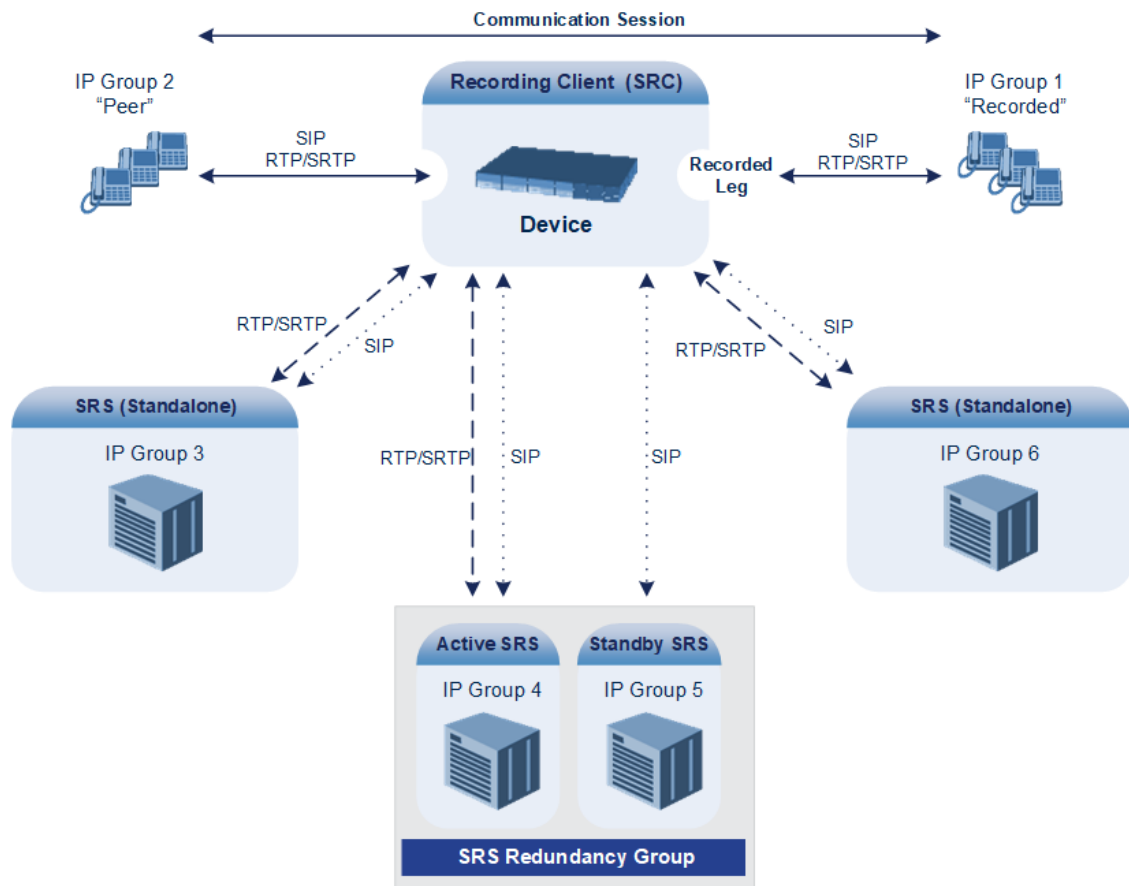 Communication Session
IP Group 2
“Peer”
Recording Client (SRC)
IP Group 1
“Recorded”
SIP
RTP/SRTP
Recorded
Leg
SIP
RTP/SRTP
Device
RTP/SRTP
SIP
SIP
RTP/SRTP
SRS (Standalone)
IP Group 3
RTP/SRTP
SIP
SIP
SRS (Standalone)
IP Group 6
Active SRS
IP Group 4
Standby SRS
IP Group 5
SRS Redundancy Group